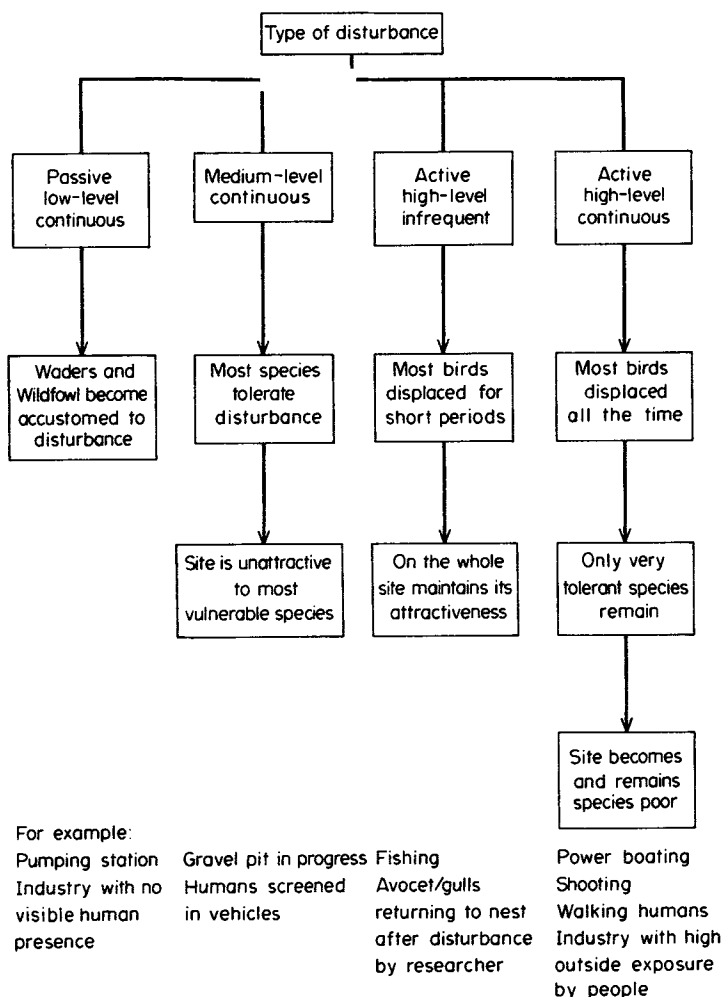 Type of disturbance
Passive
low-level
continuous
Medium-level
continuous
Active
high-level
infrequent
Active
high-level
continuous
Waders and
Wildfowl become
accustomed to
disturbance
Most species
tolerate
disturbance
Most birds
displaced for
short periods
Most birds
displaced
all the time
Site is unattractive
to most
vulnerable species
On the whole
site maintains its
attractiveness
Only very
tolerant species
remain
Site becomes
and remains
species poor
For example:
Pumping station
Industry with no
visible human
presence
Gravel pit in progress
Humans screened
in vehicles
Fishing
Avocet/gulls
returning to nest
after disturbance
by researcher
Power boating
Shooting
Walking humans
Industry with high
outside exposure
by people